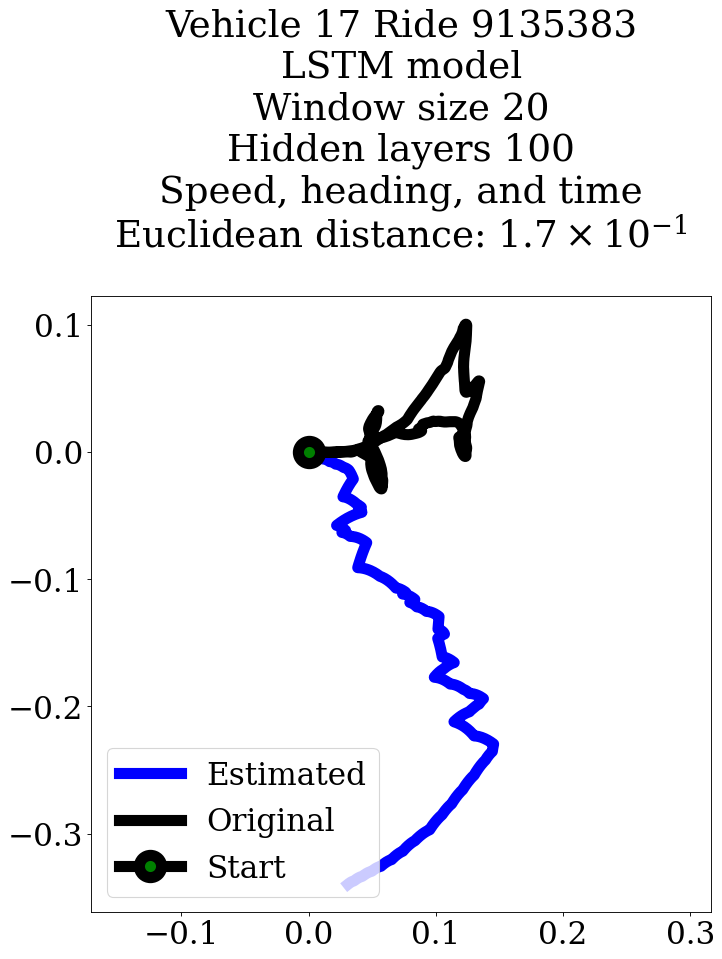 Vehicle 17 Ride 9135383
LSTM model
Window size 20
Hidden layers 100
Speed, heading, and time
Euclidean distance: 1.7 × 10⁻¹
0.1
0.0
−0.1
−0.2
−0.3
Estimated
Original
Start
−0.1 0.0 0.1 0.2 0.3